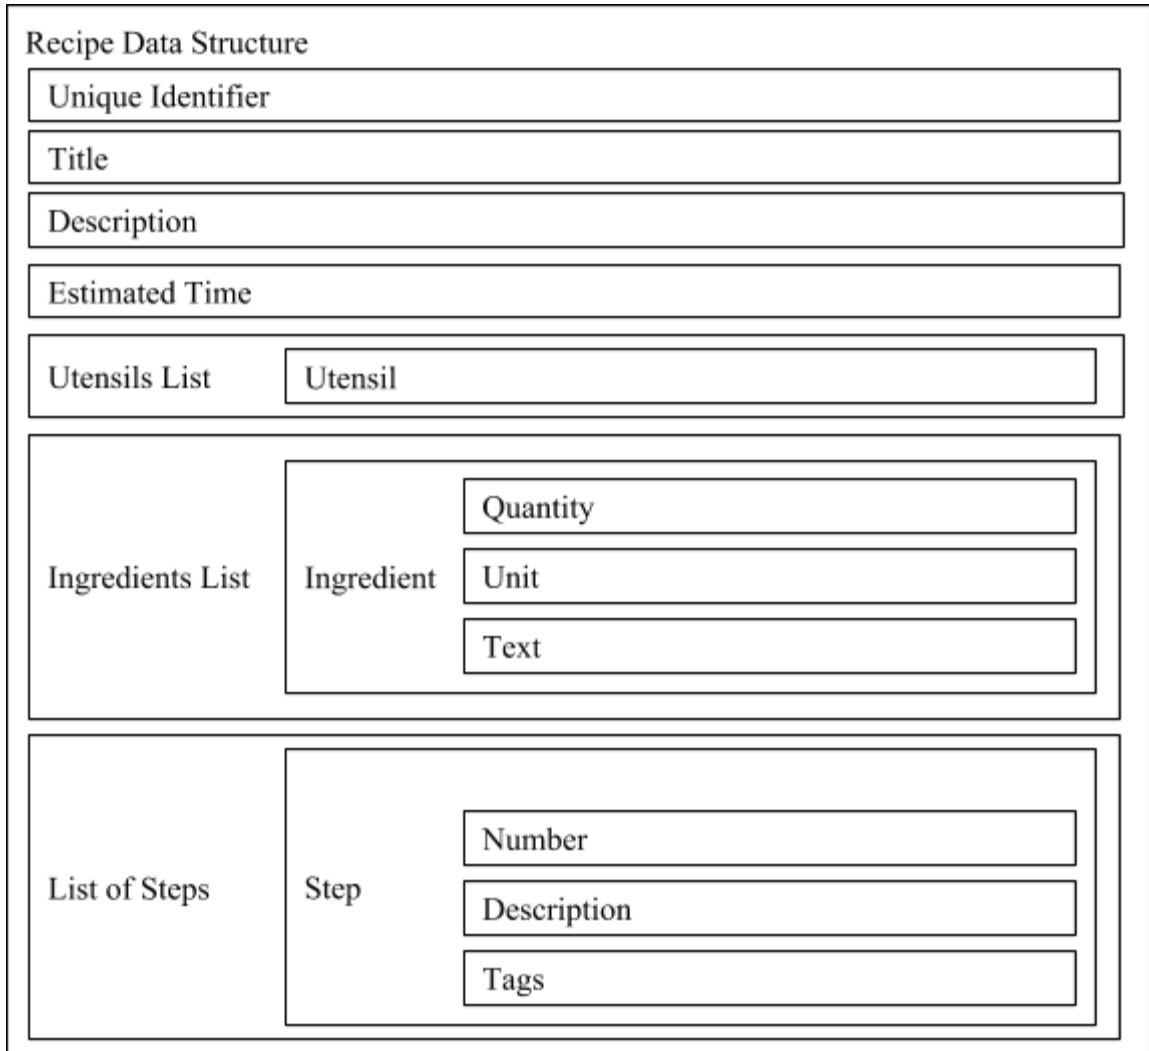 Recipe Data Structure
Unique Identifier
Title
Description
Estimated Time
Utensils List
Utensil
Ingredients List
Ingredient
Quantity
Unit
Text
List of Steps
Step
Number
Description
Tags